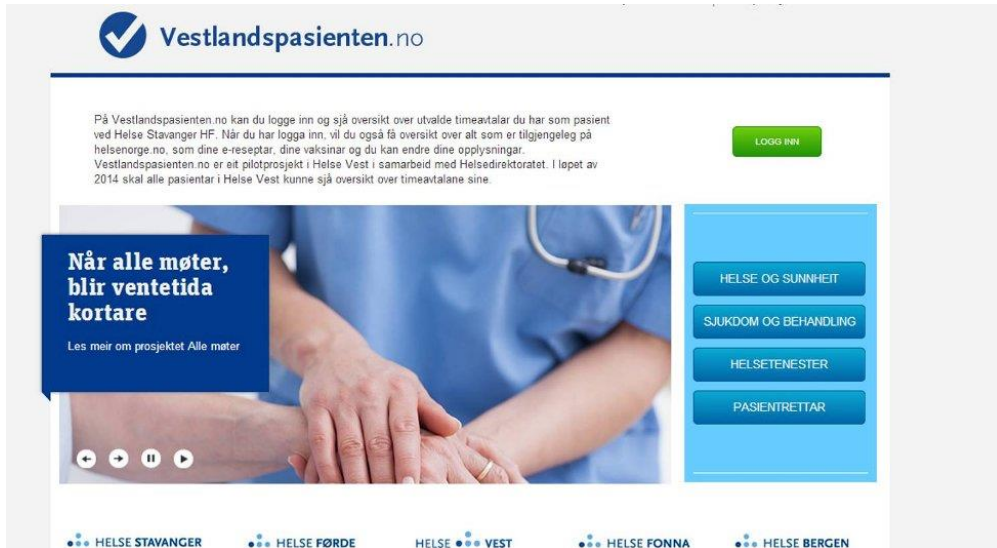 Vestlandspasienten.no
På Vestlandspasienten.no kan du logge inn og sjå oversikt over utvalde timeavtalar du har som pasient
ved Helse Stavanger HF. Når du har logga inn, vil du også få oversikt over alt som er tilgjengeleg på
helsenorge.no, som dine e-reseptar, dine vaksinar og du kan endre dine opplysningar.
Vestlandspasienten.no er eit pilotprosjekt i Helse Vest i samarbeid med Helsedirektoratet. I løpet av
2014 skal alle pasientar i Helse Vest kunne sjå oversikt over timeavtalane sine.
LOGG INN
Når alle møter,
blir ventetida
kortare
Les meir om prosjektet Alle møter
HELSE OG SUNNHEIT
SJUKDOM OG BEHANDLING
HELSETENESTER
PASIENTRETTAR
HELSE STAVANGER
HELSE FØRDE
HELSE VEST
HELSE FONNA
HELSE BERGEN